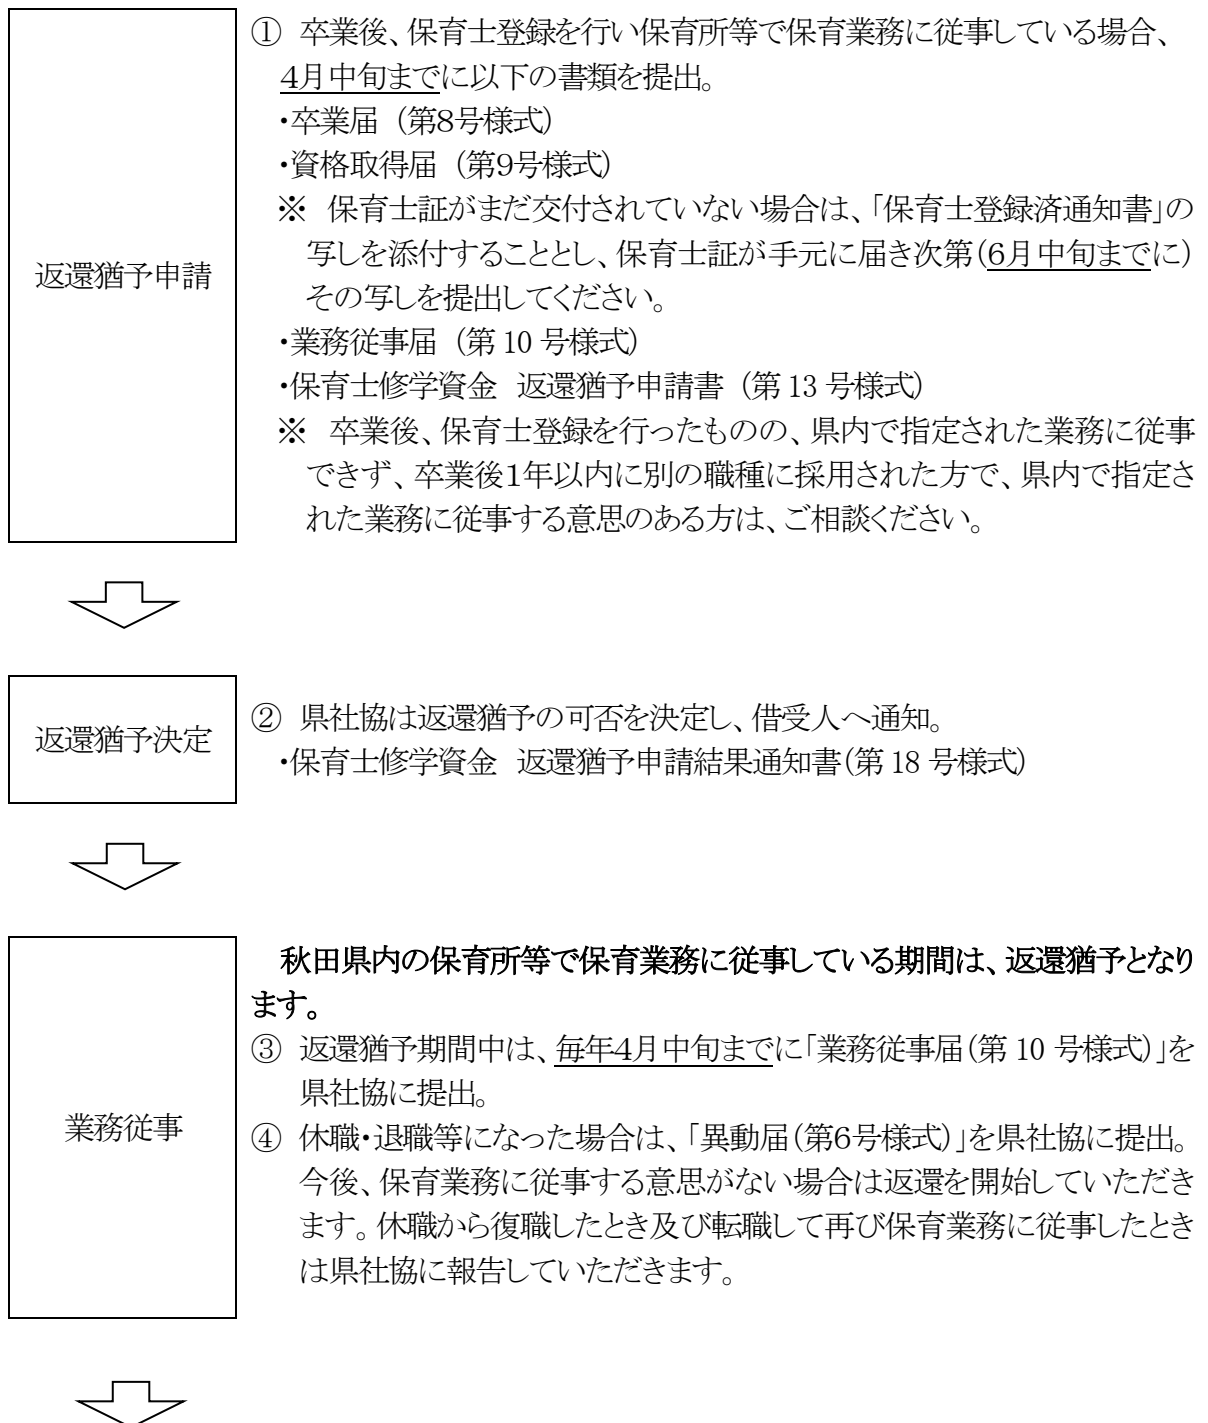 返還猶予申請
① 卒業後、保育士登録を行い保育所等で保育業務に従事している場合、
4月中旬までに以下の書類を提出。
・卒業届（第8号様式）
・資格取得届（第9号様式）
※ 保育士証がまだ交付されていない場合は、「保育士登録済通知書」の
写しを添付することとし、保育士証が手元に届き次第（6月中旬までに）
その写しを提出してください。
・業務従事届（第 10 号様式）
・保育士修学資金 返還猶予申請書（第 13 号様式）
※ 卒業後、保育士登録を行ったものの、県内で指定された業務に従事
できず、卒業後1年以内に別の職種に採用された方で、県内で指定さ
れた業務に従事する意思のある方は、ご相談ください。
返還猶予決定
② 県社協は返還猶予の可否を決定し、借受人へ通知。
・保育士修学資金 返還猶予申請結果通知書（第 18 号様式）
業務従事
秋田県内の保育所等で保育業務に従事している期間は、返還猶予となり
ます。
③ 返還猶予期間中は、毎年4月中旬までに「業務従事届（第 10 号様式）」を
県社協に提出。
④ 休職・退職等になった場合は、「異動届（第6号様式）」を県社協に提出。
今後、保育業務に従事する意思がない場合は返還を開始していただき
ます。休職から復職したとき及び転職して再び保育業務に従事したとき
は県社協に報告していただきます。